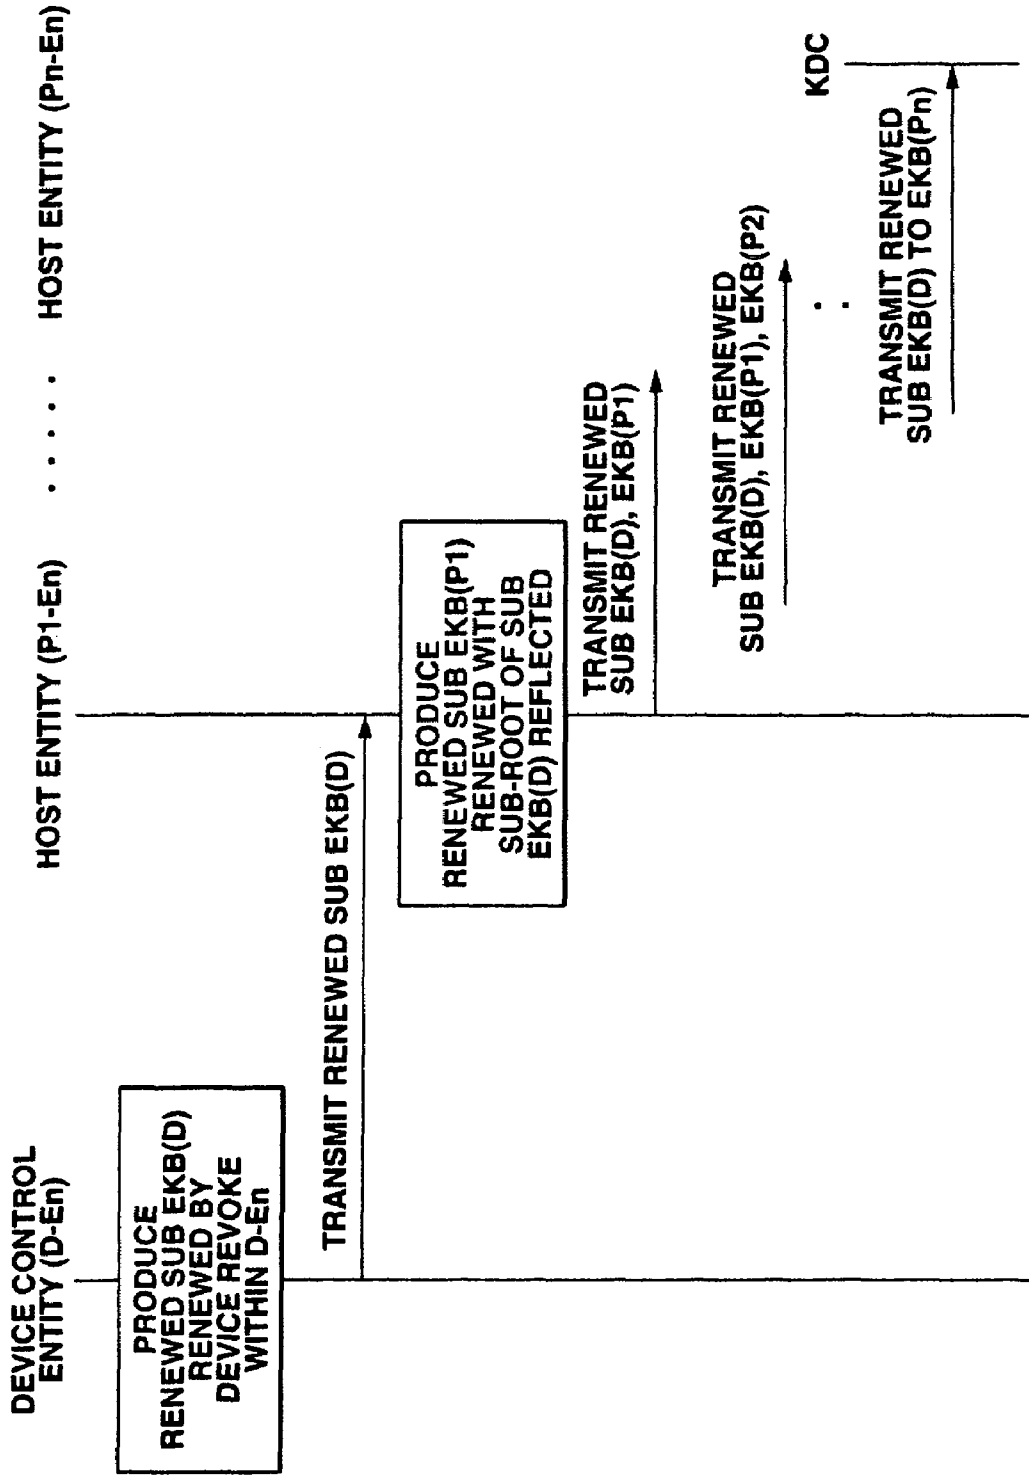 DEVICE CONTROL
ENTITY (D-En)
HOST ENTITY (P1-En)
. . . . .
HOST ENTITY (Pn-En)
PRODUCE
RENEWED SUB EKB(D)
RENEWED BY
DEVICE REVOKE
WITHIN D-En
TRANSMIT RENEWED SUB EKB(D)
PRODUCE
RENEWED SUB EKB(P1)
RENEWED WITH
SUB-ROOT OF SUB
EKB(D) REFLECTED
TRANSMIT RENEWED
SUB EKB(D), EKB(P1)
TRANSMIT RENEWED
SUB EKB(D), EKB(P1), EKB(P2)
. .
KDC
TRANSMIT RENEWED
SUB EKB(D) TO EKB(Pn)